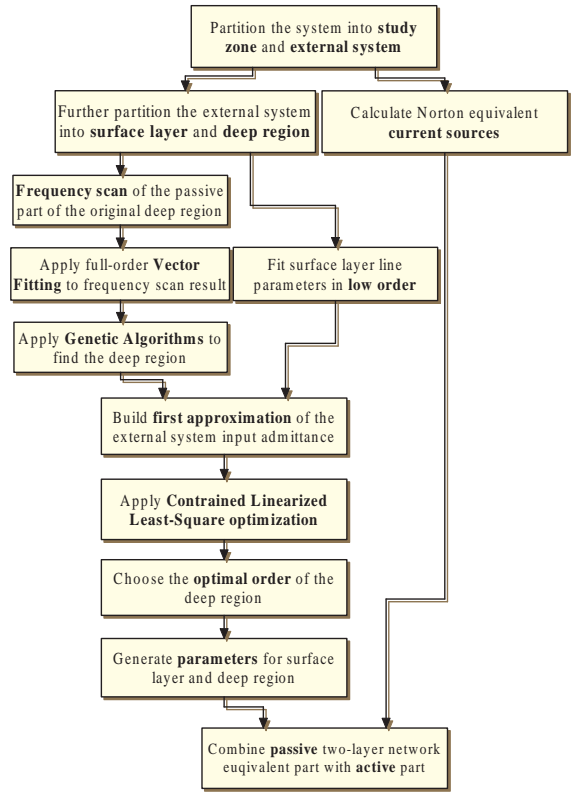 Partition the system into study
zone and external system
Further partition the external system
into surface layer and deep region
Calculate Norton equivalent
current sources
Frequency scan of the passive
part of the original deep region
Apply full-order Vector
Fitting to frequency scan result
Fit surface layer line
parameters in low order
Apply Genetic Algorithms to
find the deep region
Build first approximation of the
external system input admittance
Apply Contrained Linearized
Least-Square optimization
Choose the optimal order of the
deep region
Generate parameters for surface
layer and deep region
Combine passive two-layer network
euqivalent part with active part